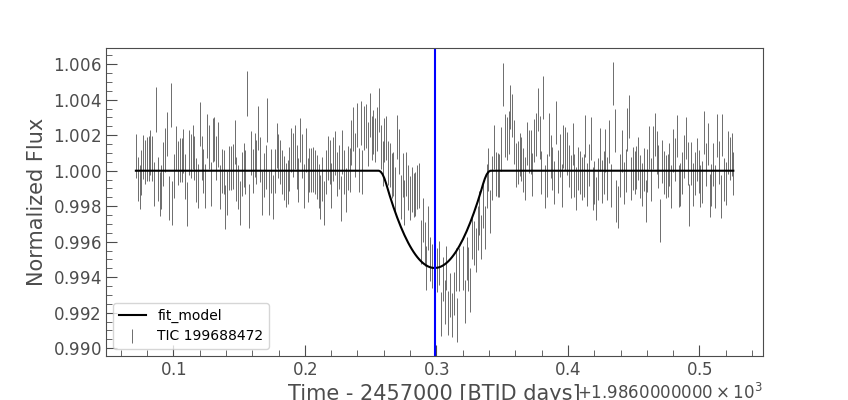 1.006
1.004
1.002
1.000
0.998
0.996
0.994
0.992
0.990
Normalized Flux
fit_model
TIC 199688472
0.1
0.2
0.3
0.4
0.5
Time - 2457000 [BTJD days]
+1.9860000000 × 10³